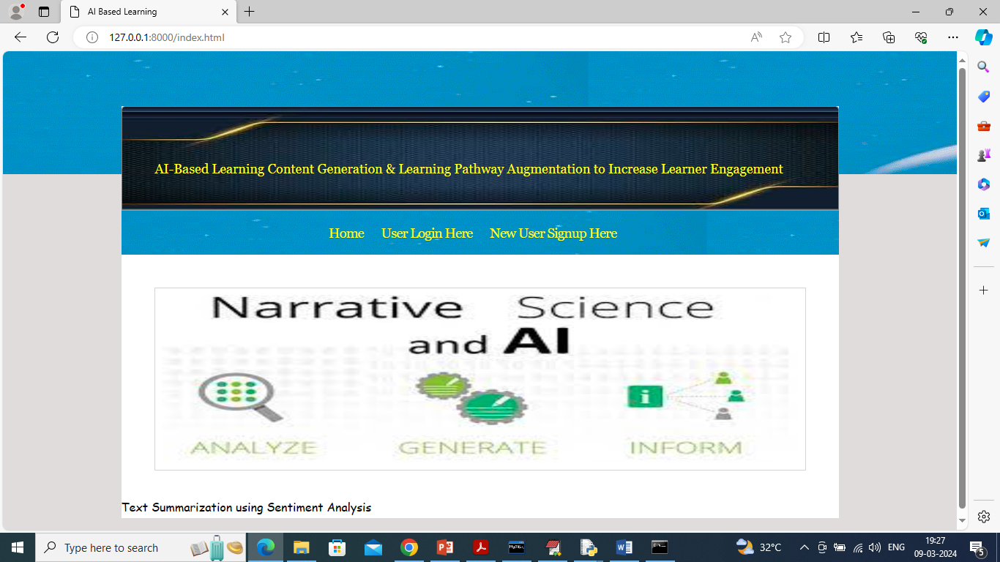 AI Based Learning
127.0.0.1:8000/index.html
AI-Based Learning Content Generation & Learning Pathway Augmentation to Increase Learner Engagement
Home User Login Here New User Signup Here
Narrative Science
and AI
ANALYZE GENERATE INFORM
Text Summarization using Sentiment Analysis
Type here to search
32°C
ENG
19:27
09-03-2024
5